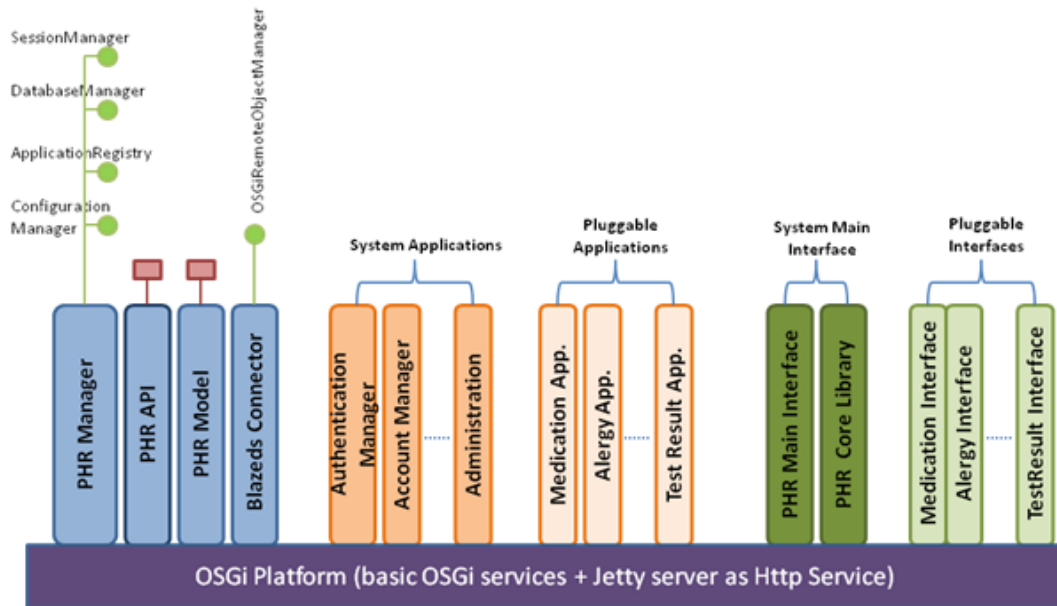 SessionManager
DatabaseManager
ApplicationRegistry
Configuration
Manager
OSGiRemoteObjectManager
System Applications
Pluggable
Applications
System Main
Interface
Pluggable
Interfaces
PHR Manager
PHR API
PHR Model
Blazeds Connector
Authentication
Manager
Account Manager
Administration
Medication App.
Alergy App.
Test Result App.
PHR Main Interface
PHR Core Library
Medication Interface
Alergy Interface
TestResult Interface
OSGi Platform (basic OSGi services + Jetty server as Http Service)